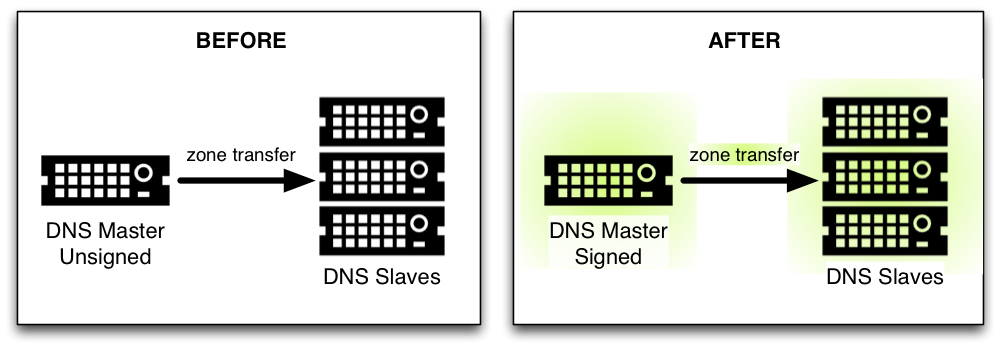 BEFORE
zone transfer
DNS Master
Unsigned
DNS Slaves
AFTER
zone transfer
DNS Master
Signed
DNS Slaves